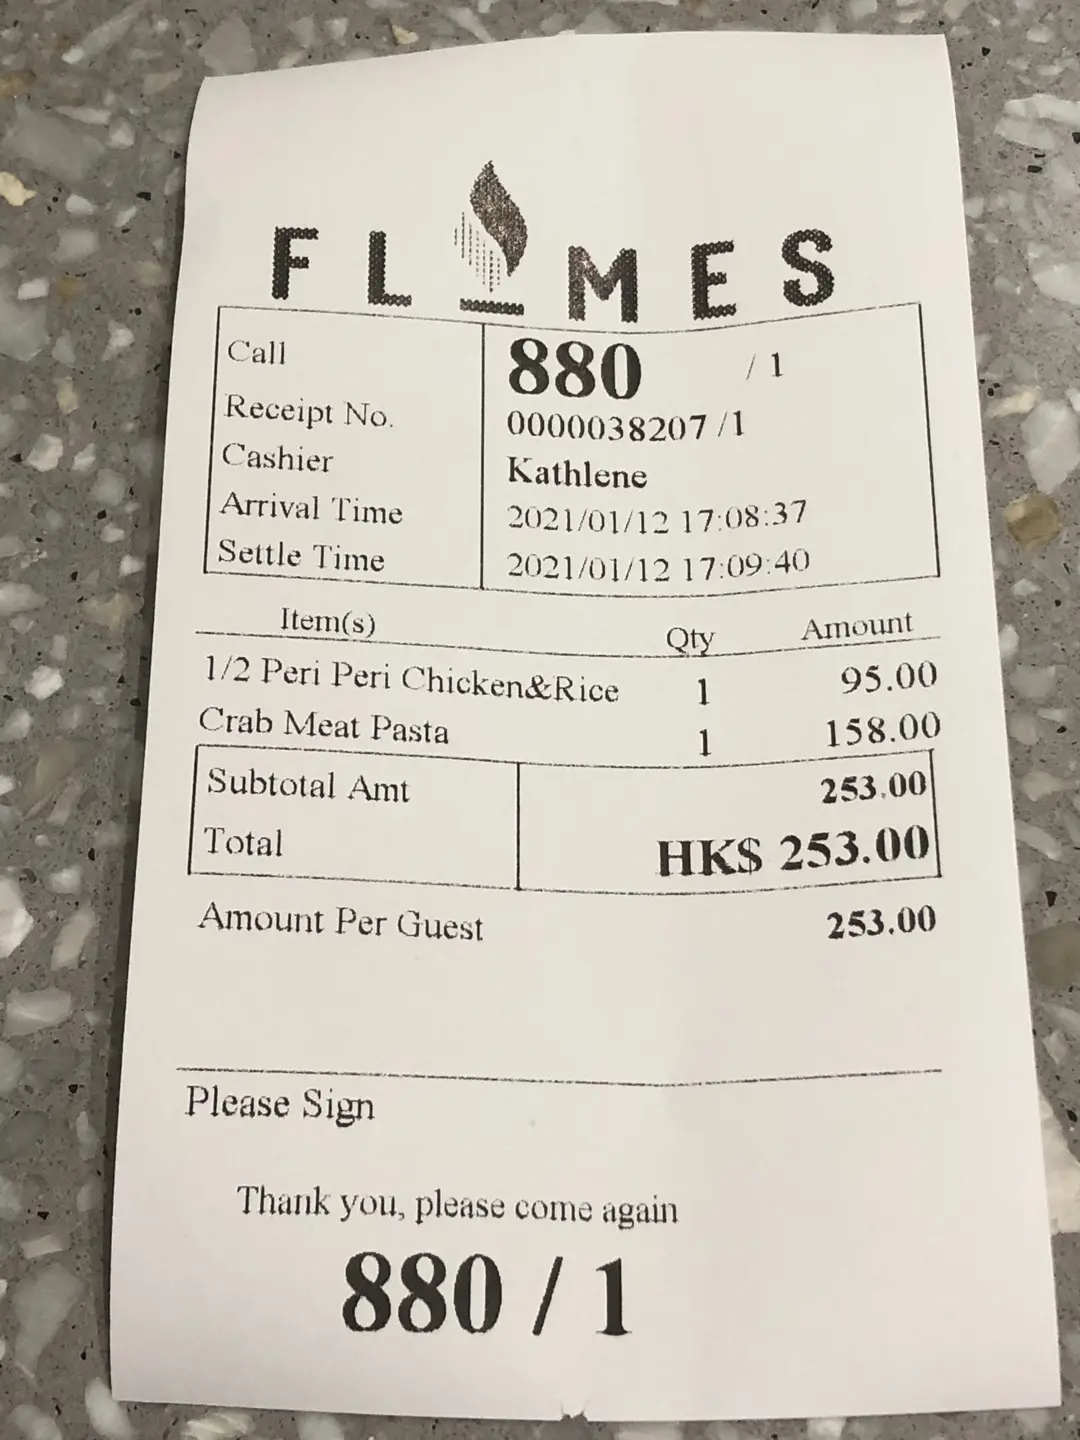 FLAMES
Call 880 / 1
Receipt No. 0000038207 /1
Cashier Kathlene
Arrival Time 2021/01/12 17:08:37
Settle Time 2021/01/12 17:09:40
Item(s) Qty Amount
1/2 Peri Peri Chicken&Rice 1 95.00
Crab Meat Pasta 1 158.00
Subtotal Amt 253.00
Total HK$ 253.00
Amount Per Guest 253.00
Please Sign
Thank you, please come again
880 / 1